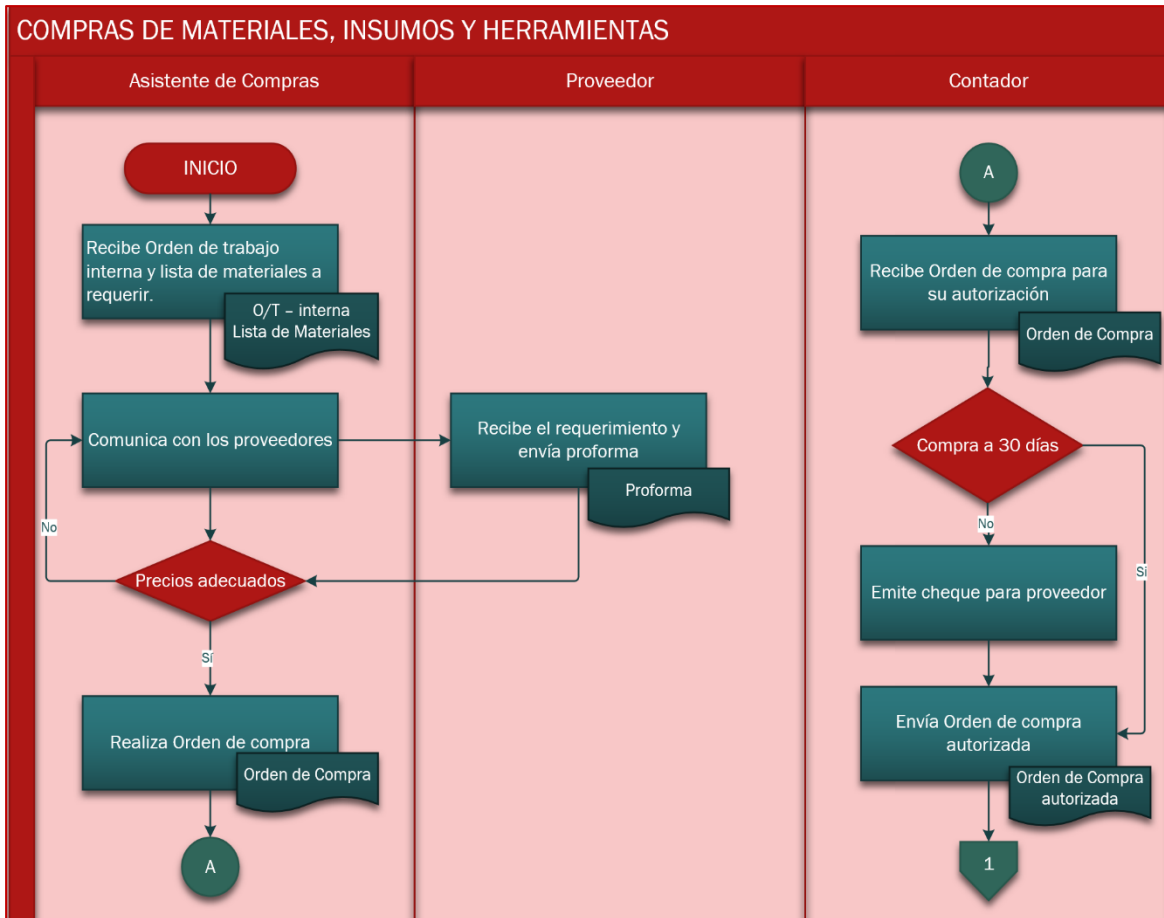 COMPRAS DE MATERIALES, INSUMOS Y HERRAMIENTAS
Asistente de Compras
Proveedor
Contador
INICIO
Recibe Orden de trabajo
interna y lista de materiales a
requerir.
O/T – interna
Lista de Materiales
Comunica con los proveedores
Recibe el requerimiento y
envía proforma
Proforma
No
Precios adecuados
Sí
Realiza Orden de compra
Orden de Compra
A
A
Recibe Orden de compra para
su autorización
Orden de Compra
Compra a 30 días
No
Si
Emite cheque para proveedor
Envía Orden de compra
autorizada
Orden de Compra
autorizada
1